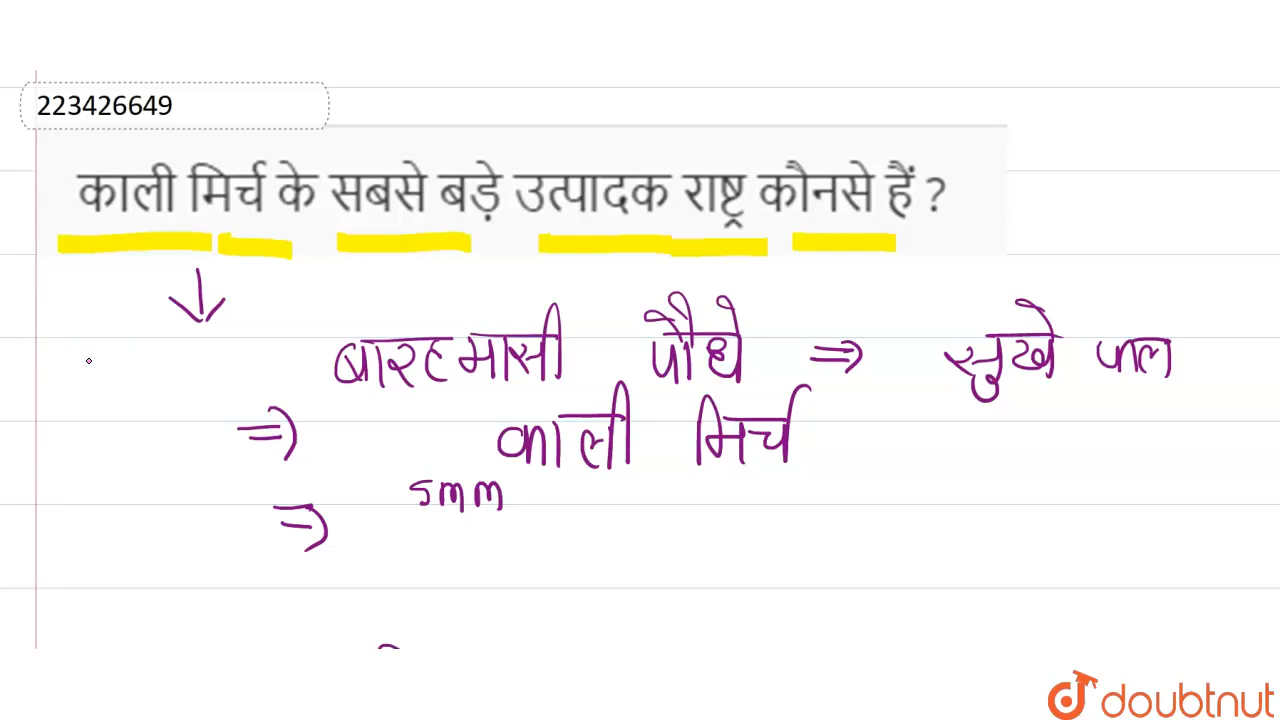 223426649
काली मिर्च के सबसे बड़े उत्पादक राष्ट्र कौनसे हैं ?
बारहमासी पौधे ⇒ सुखे फल
⇒ काली मिर्च
5mm
⇒
doubtnut